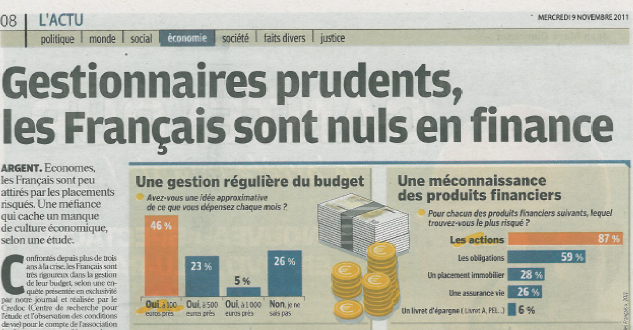 08 L'ACTU MERCREDI 9 NOVEMBRE 2011
politique monde social économie société faits divers justice
Gestionnaires prudents,
les Français sont nuls en finance
ARGENT. Economes,
les Français sont peu
attirés par les placements
risqués. Une méfiance
qui cache un manque
de culture économique,
selon une étude.
Confrontés depuis plus de trois
ans à la crise, les Français sont
très rigoureux dans la gestion
de leur budget, selon une en-
quête présentée en exclusivité
par notre journal et réalisée par le
Credoc (Centre de recherche pour
l'étude et l'observation des conditions
de vie) pour le compte de l'association
Une gestion régulière du budget
Avez-vous une idée approximative
de ce que vous dépensez chaque mois ?
46 %
23 %
5 %
26 %
Oui, à 100
euros près
Oui, à 500
euros près
Oui, à 1 000
euros près
Non, je ne
sais pas
Une méconnaissance
des produits financiers
Pour chacun des produits financiers suivants, lequel
trouvez-vous le plus risqué ?
Les actions 87 %
Les obligations 59 %
Un placement immobilier 28 %
Une assurance vie 26 %
Un livret d'épargne ( Livret A, PEL...) 6 %